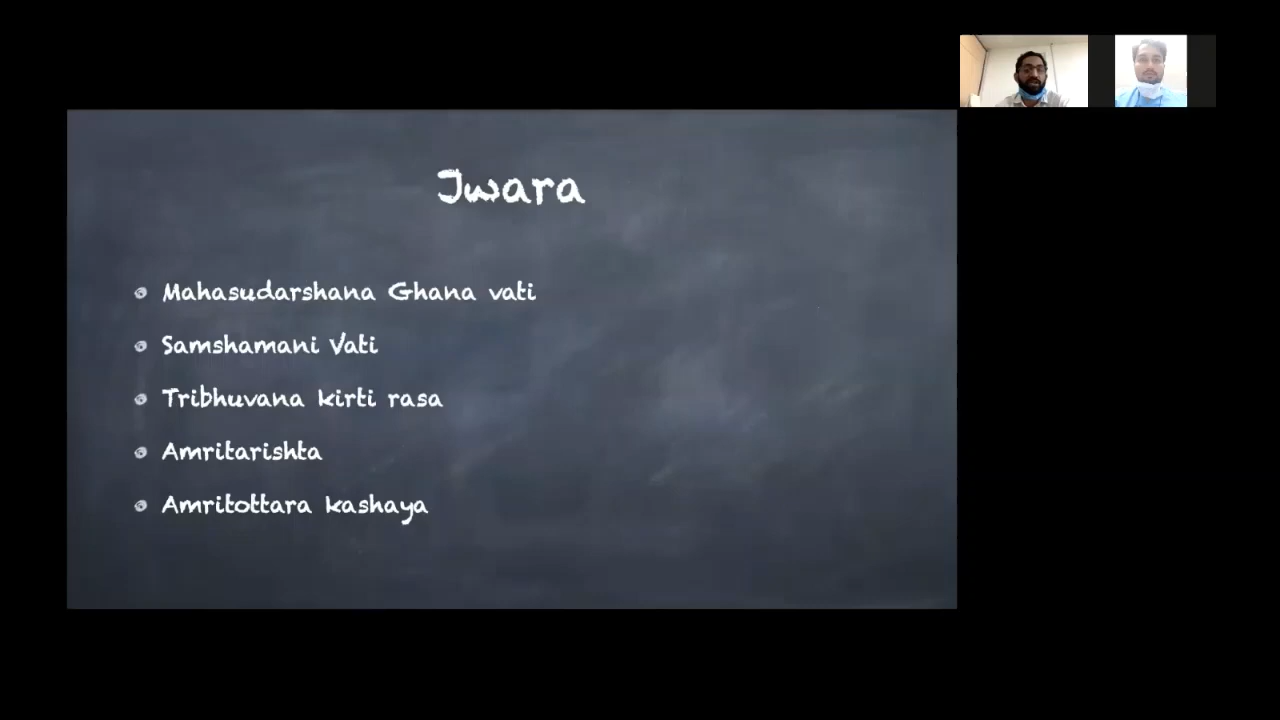 Jwara
Mahasudarshana Ghana vati
Samshamani Vati
Tribhuvana kirti rasa
Amritarishta
Amritottara kashaya